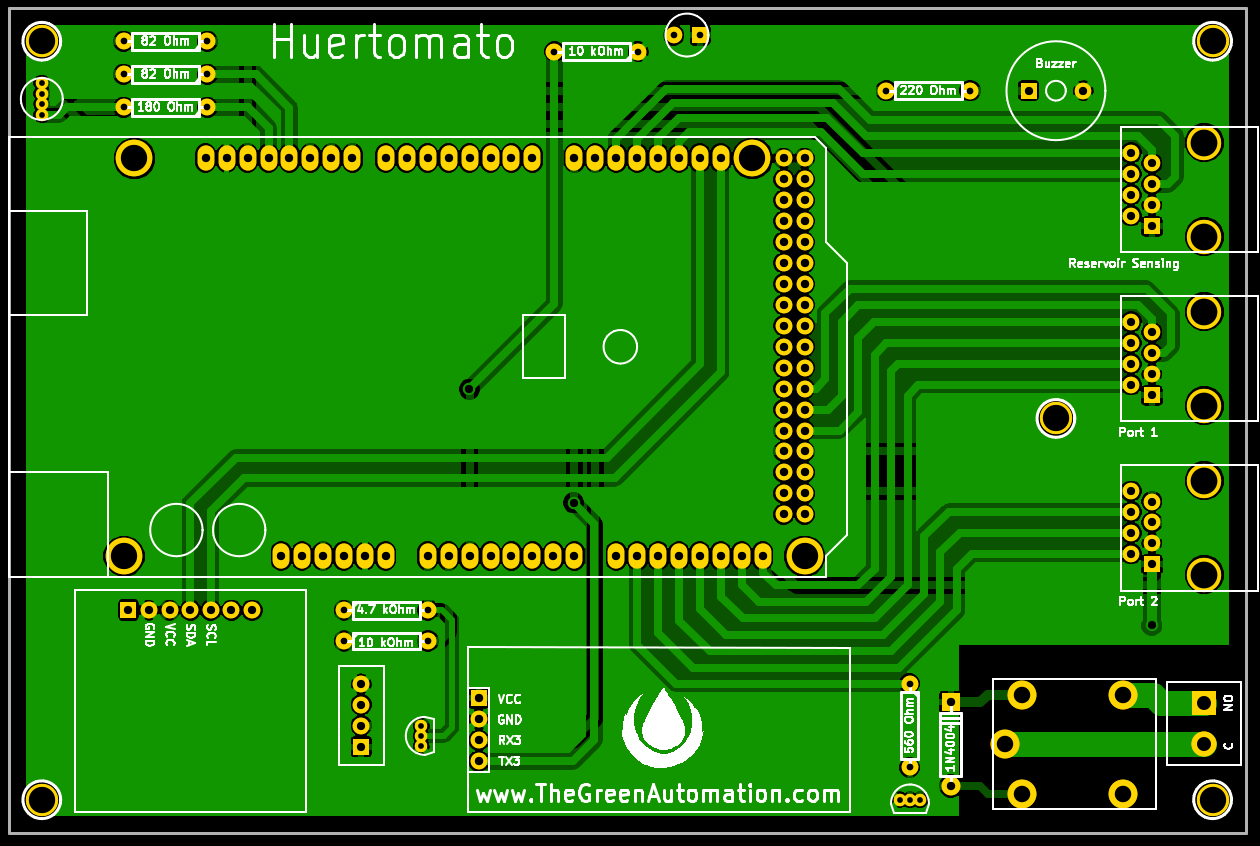 Huertomato
82 Ohm
82 Ohm
180 Ohm
10 kOhm
220 Ohm
Buzzer
Reservoir Sensing
Port 1
Port 2
GND
VCC
SDA
SCL
4.7 kOhm
10 kOhm
VCC
GND
RX3
TX3
www.TheGreenAutomation.com
560 Ohm
1N4004
NO
C